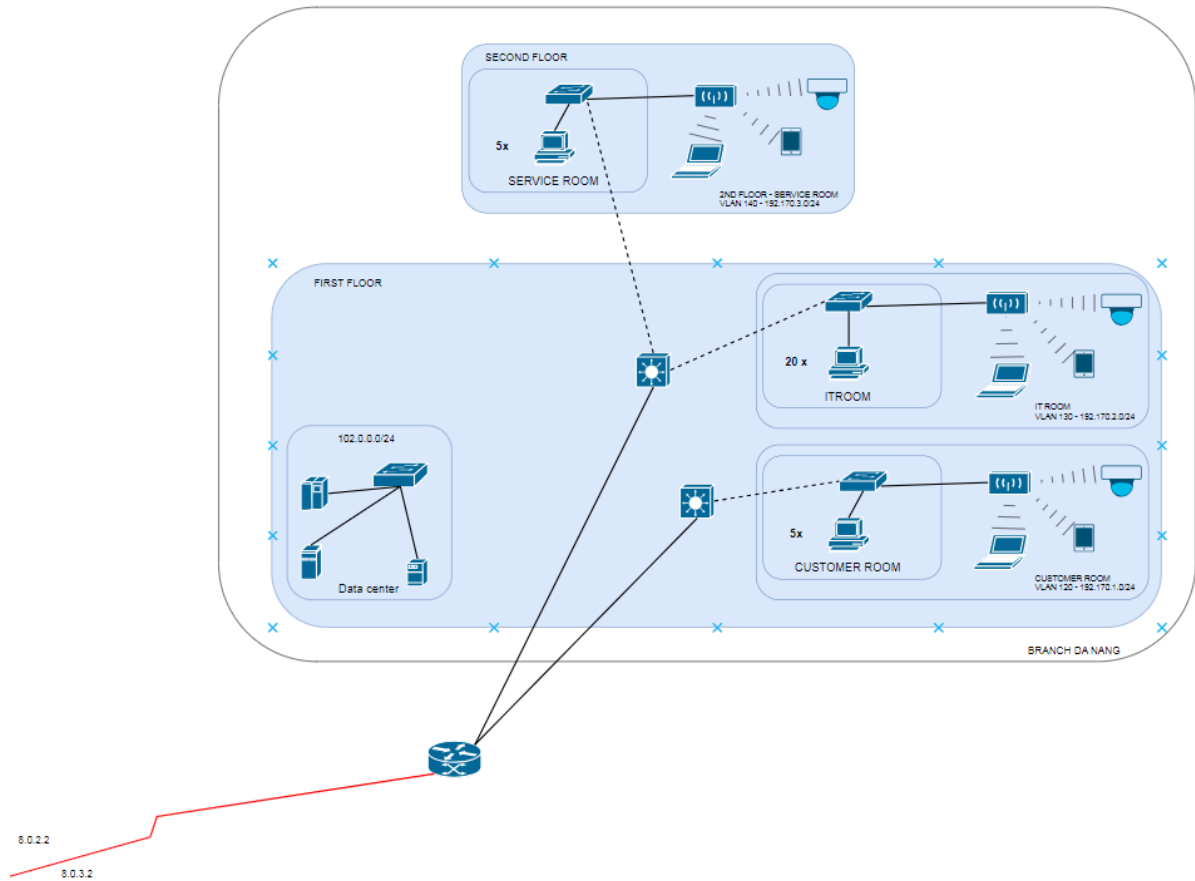 SECOND FLOOR
5x
SERVICE ROOM
2ND FLOOR - SERVICE ROOM
VLAN 140 - 192.170.3.0/24
FIRST FLOOR
20 x
ITROOM
IT ROOM
VLAN 130 - 192.170.2.0/24
102.0.0.0/24
Data center
5x
CUSTOMER ROOM
CUSTOMER ROOM
VLAN 120 - 192.170.1.0/24
BRANCH DA NANG
8.0.2.2
8.0.3.2